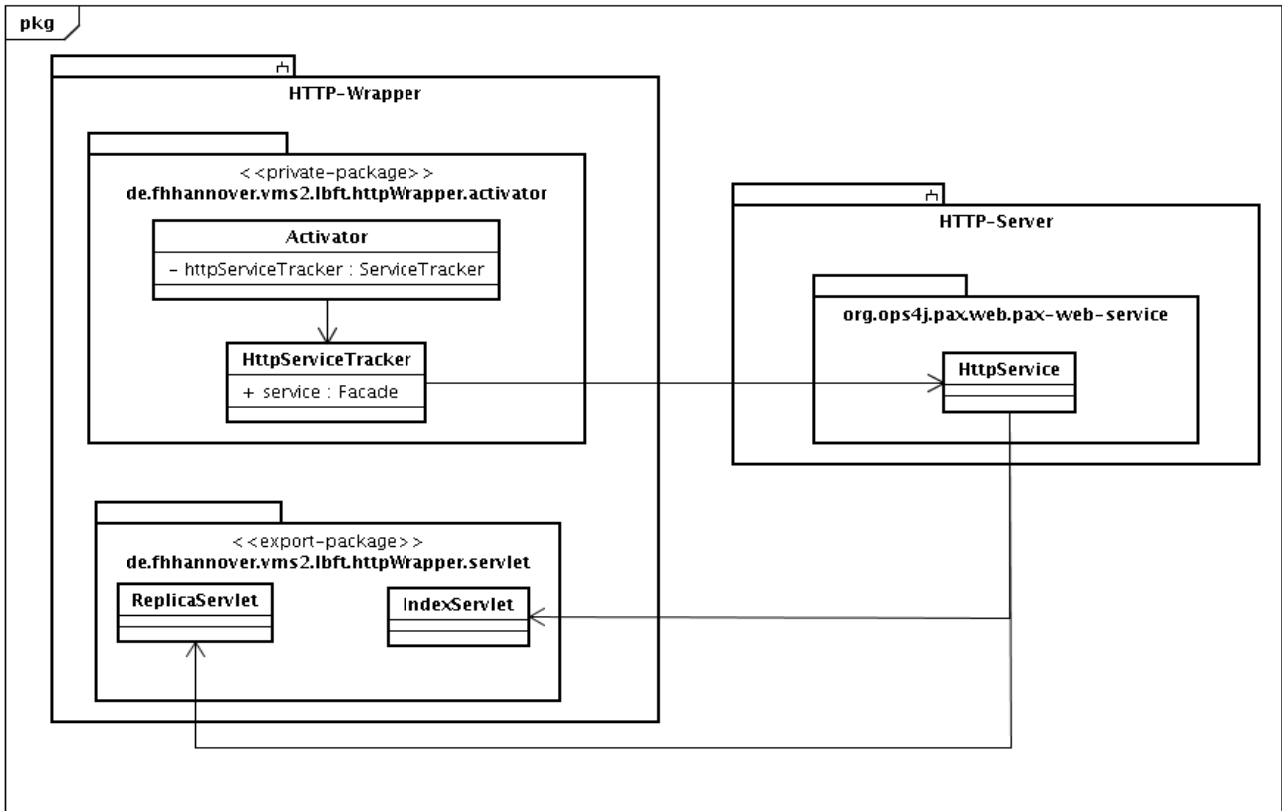 pkg
HTTP-Wrapper
<<private-package>>
de.fhhannover.vms2.lbft.httpWrapper.activator
Activator
- httpServiceTracker : ServiceTracker
HttpServiceTracker
+ service : Facade
<<export-package>>
de.fhhannover.vms2.lbft.httpWrapper.servlet
ReplicaServlet
IndexServlet
HTTP-Server
org.ops4j.pax.web.pax-web-service
HttpService